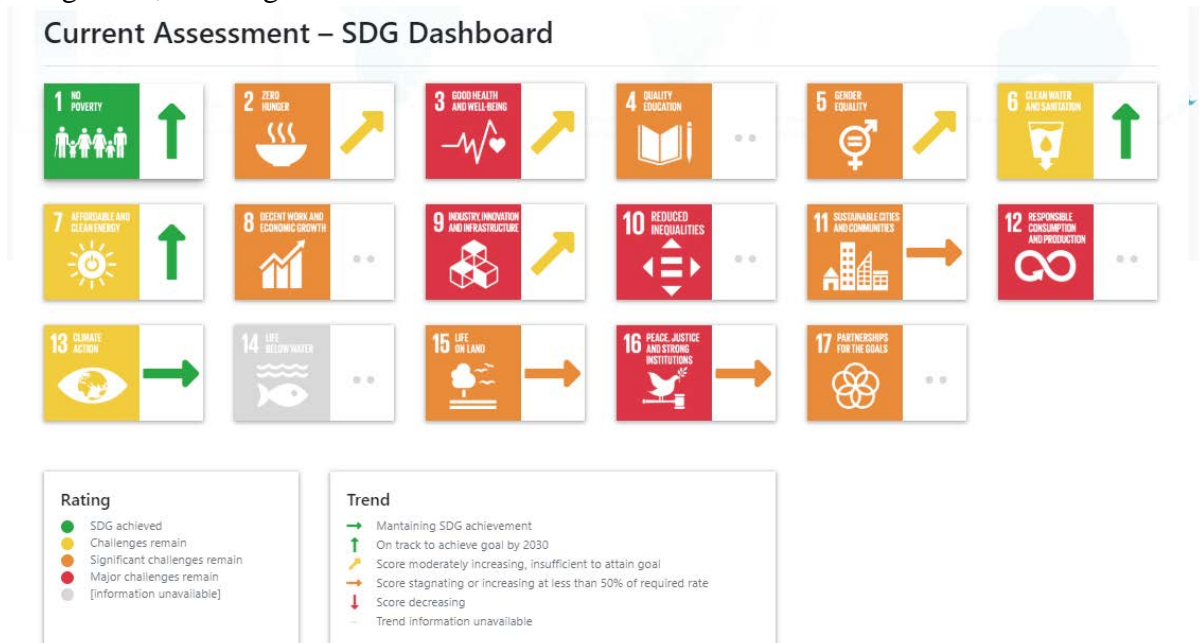 Current Assessment – SDG Dashboard
1 NO
POVERTY
2 ZERO
HUNGER
3 GOOD HEALTH
AND WELL-BEING
4 QUALITY
EDUCATION
5 GENDER
EQUALITY
6 CLEAN WATER
AND SANITATION
7 AFFORDABLE AND
CLEAN ENERGY
8 DECENT WORK AND
ECONOMIC GROWTH
9 INDUSTRY, INNOVATION
AND INFRASTRUCTURE
10 REDUCED
INEQUALITIES
11 SUSTAINABLE CITIES
AND COMMUNITIES
12 RESPONSIBLE
CONSUMPTION
AND PRODUCTION
13 CLIMATE
ACTION
14 LIFE
BELOW WATER
15 LIFE
ON LAND
16 PEACE, JUSTICE
AND STRONG
INSTITUTIONS
17 PARTNERSHIPS
FOR THE GOALS
Rating
SDG achieved
Challenges remain
Significant challenges remain
Major challenges remain
[information unavailable]
Trend
Mantaining SDG achievement
On track to achieve goal by 2030
Score moderately increasing, insufficient to attain goal
Score stagnating or increasing at less than 50% of required rate
Score decreasing
Trend information unavailable